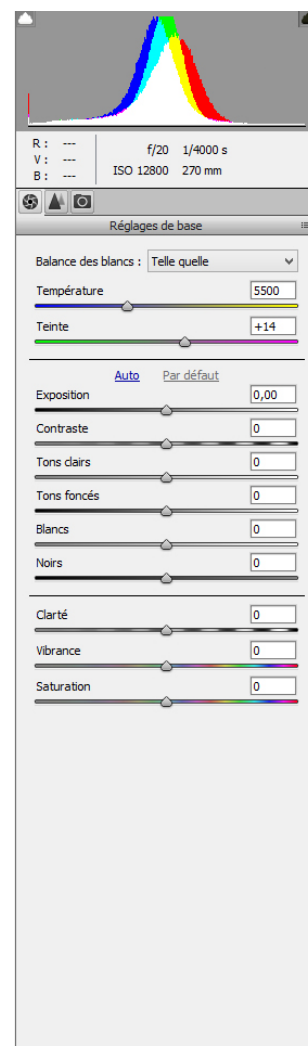 R : --- f/20 1/4000 s
V : ---
B : --- ISO 12800 270 mm
Réglages de base
Balance des blancs : Telle quelle
Température 5500
Teinte +14
Auto Par défaut
Exposition 0,00
Contraste 0
Tons clairs 0
Tons foncés 0
Blancs 0
Noirs 0
Clarté 0
Vibrance 0
Saturation 0